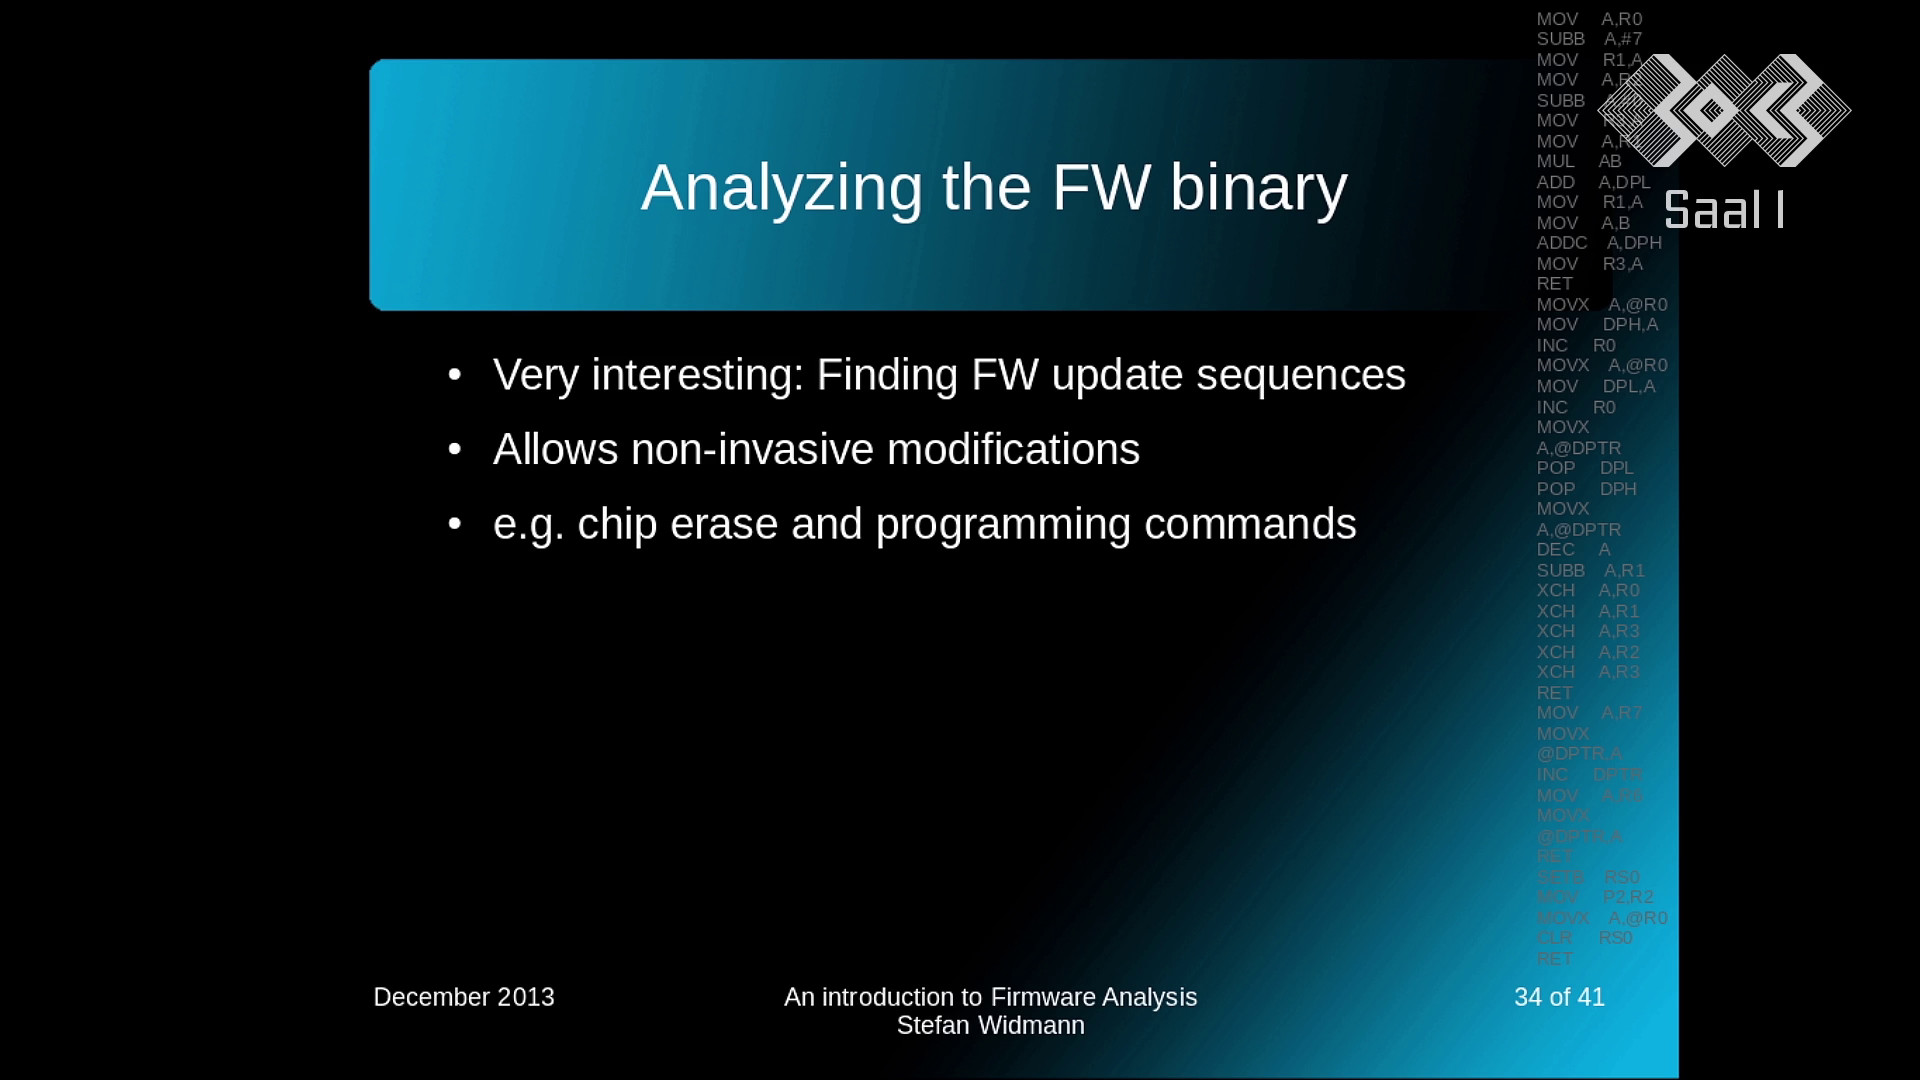 Analyzing the FW binary
• Very interesting: Finding FW update sequences
• Allows non-invasive modifications
• e.g. chip erase and programming commands
December 2013
An introduction to Firmware Analysis
Stefan Widmann
34 of 41
MOV A,R0
SUBB A,#7
MOV R1,A
MOV
SUBB
MOV
MOV
MUL AB
ADD A,DPL
MOV R1,A
MOV A,B
ADDC A,DPH
MOV R3,A
RET
MOVX A,@R0
MOV DPH,A
INC R0
MOVX A,@R0
MOV DPL,A
INC R0
MOVX
A,@DPTR
POP DPL
POP DPH
MOVX
A,@DPTR
DEC A
SUBB A,R1
XCH A,R0
XCH A,R1
XCH A,R3
XCH A,R2
XCH A,R3
RET
MOV A,R7
MOVX
@DPTR,A
INC DPTR
MOV A,R6
MOVX
@DPTR,A
RET
SETB RS0
MOV P2,R2
MOVX A,@R0
CLR RS0
RET
Saal 1